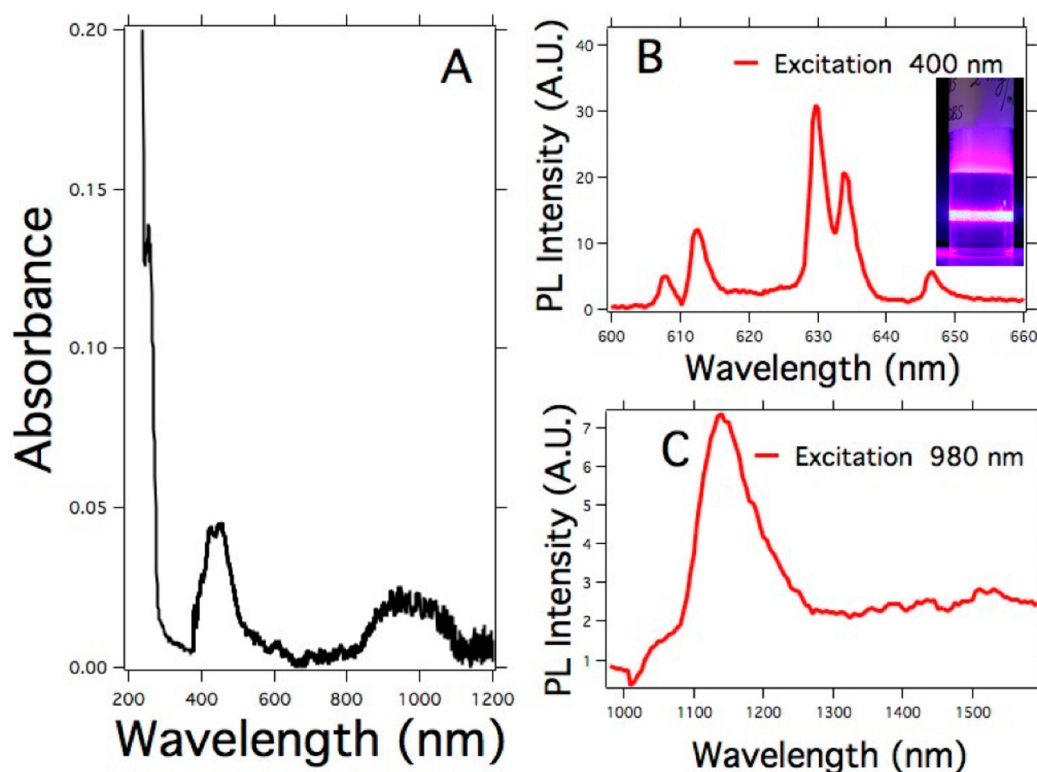 A
0.20
0.15
0.10
0.05
0.00
Absorbance
200 400 600 800 1000 1200
Wavelength (nm)
B
Excitation 400 nm
40
30
20
10
0
PL Intensity (A.U.)
600 610 620 630 640 650 660
Wavelength (nm)
C
Excitation 980 nm
7
6
5
4
3
2
1
PL Intensity (A.U.)
1000 1100 1200 1300 1400 1500
Wavelength (nm)